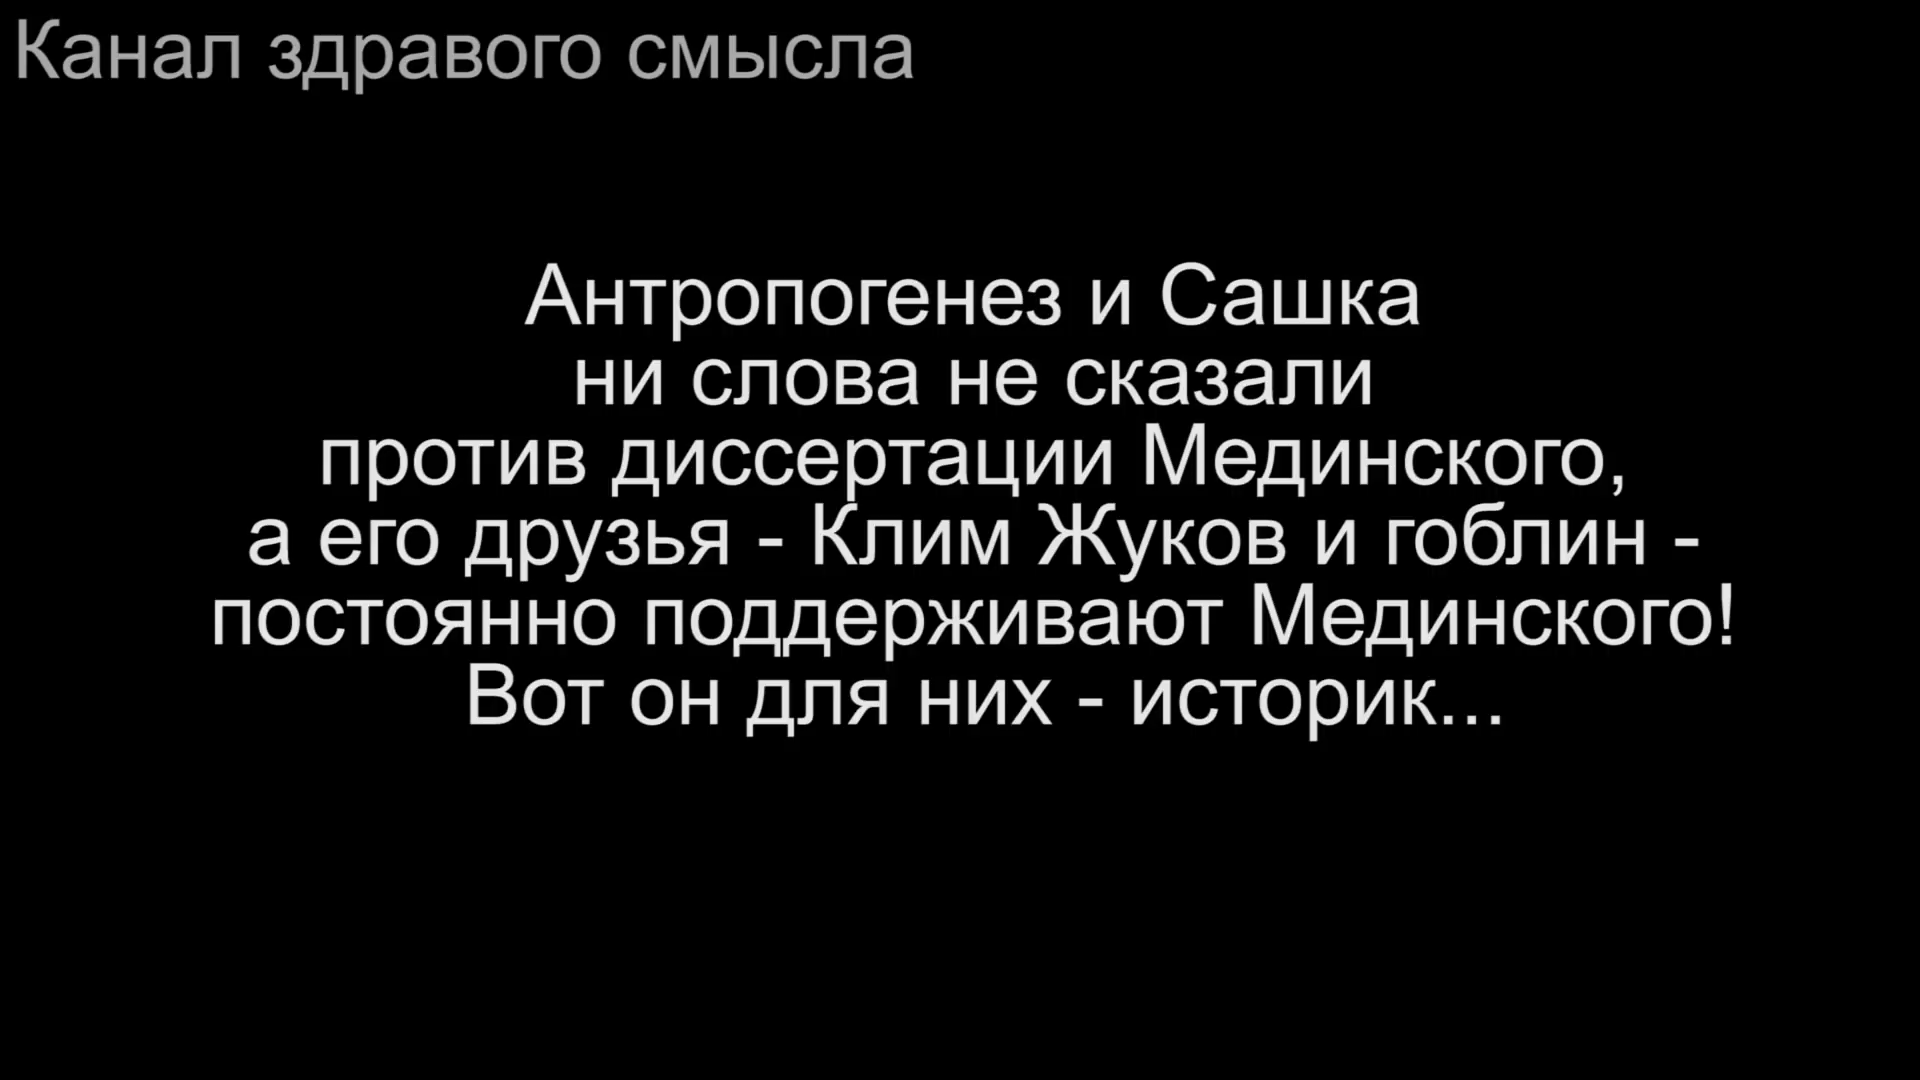 Канал здравого смысла
Антропогенез и Сашка
ни слова не сказали
против диссертации Мединского,
а его друзья - Клим Жуков и гоблин -
постоянно поддерживают Мединского!
Вот он для них - историк...